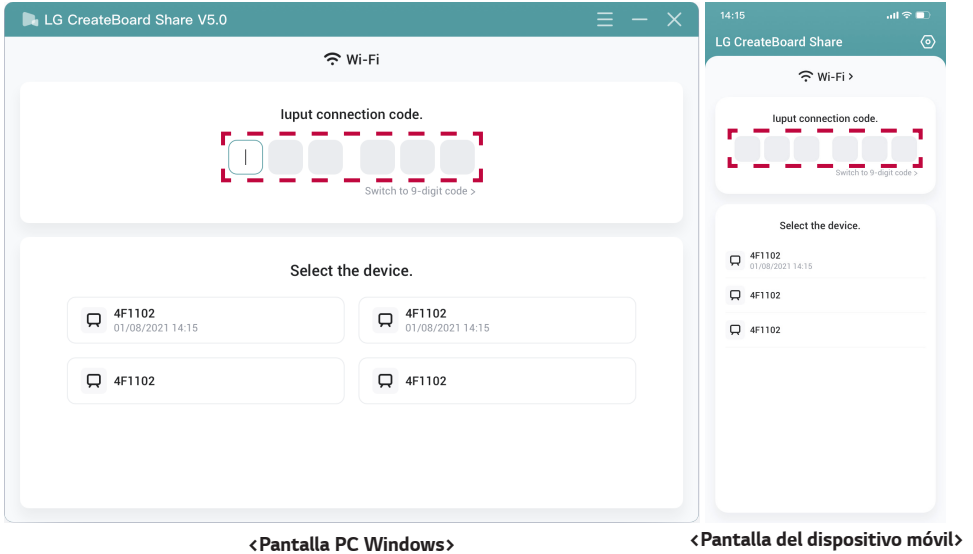 LG CreateBoard Share V5.0
Wi-Fi
Iuput connection code.
Switch to 9-digit code >
Select the device.
4F1102
01/08/2021 14:15
4F1102
01/08/2021 14:15
4F1102
4F1102
<Pantalla PC Windows>
14:15
LG CreateBoard Share
Wi-Fi >
Iuput connection code.
Switch to 9-digit code >
Select the device.
4F1102
01/08/2021 14:15
4F1102
4F1102
<Pantalla del dispositivo móvil>